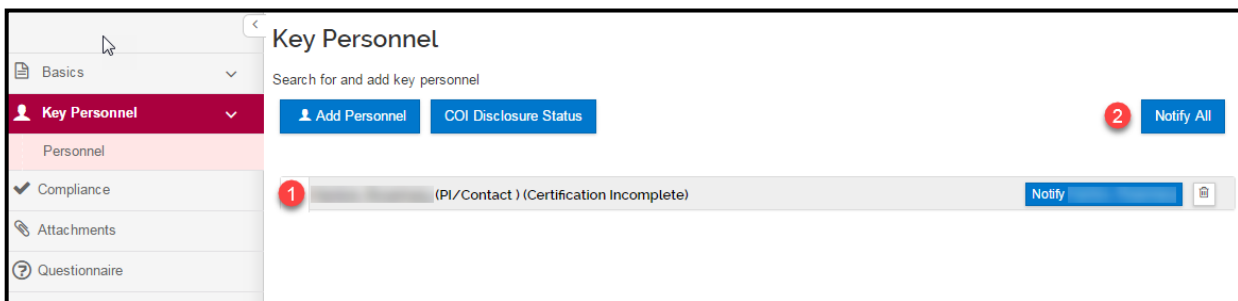 Key Personnel
Basics
Search for and add key personnel
Key Personnel
Add Personnel
COI Disclosure Status
2
Notify All
Personnel
Compliance
1
(PI/Contact ) (Certification Incomplete)
Notify
Attachments
Questionnaire